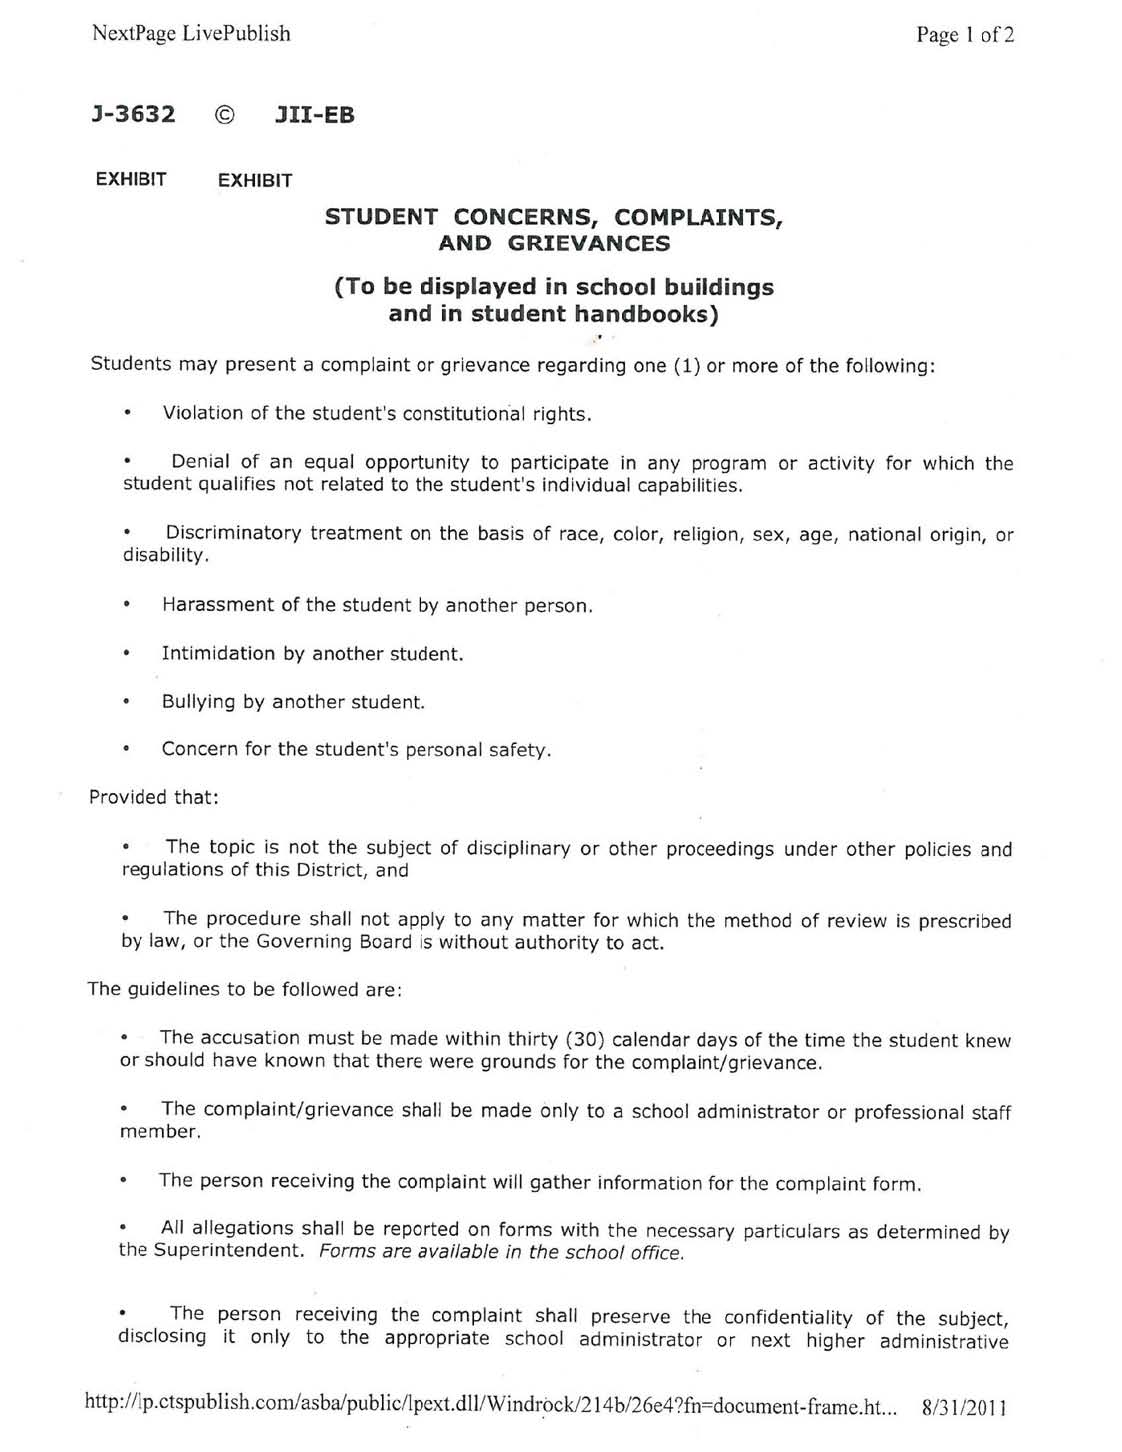 NextPage LivePublish Page 1 of 2
J-3632 © JII-EB
EXHIBIT EXHIBIT
STUDENT CONCERNS, COMPLAINTS,
AND GRIEVANCES
(To be displayed in school buildings
and in student handbooks)
Students may present a complaint or grievance regarding one (1) or more of the following:
• Violation of the student's constitutional rights.
• Denial of an equal opportunity to participate in any program or activity for which the
student qualifies not related to the student's individual capabilities.
• Discriminatory treatment on the basis of race, color, religion, sex, age, national origin, or
disability.
• Harassment of the student by another person.
• Intimidation by another student.
• Bullying by another student.
• Concern for the student's personal safety.
Provided that:
• The topic is not the subject of disciplinary or other proceedings under other policies and
regulations of this District, and
• The procedure shall not apply to any matter for which the method of review is prescribed
by law, or the Governing Board is without authority to act.
The guidelines to be followed are:
• The accusation must be made within thirty (30) calendar days of the time the student knew
or should have known that there were grounds for the complaint/grievance.
• The complaint/grievance shall be made only to a school administrator or professional staff
member.
• The person receiving the complaint will gather information for the complaint form.
• All allegations shall be reported on forms with the necessary particulars as determined by
the Superintendent. Forms are available in the school office.
• The person receiving the complaint shall preserve the confidentiality of the subject,
disclosing it only to the appropriate school administrator or next higher administrative
http://lp.ctspublish.com/asba/public/lpext.dll/Windrock/214b/26e4?fn=document-frame.ht... 8/31/2011